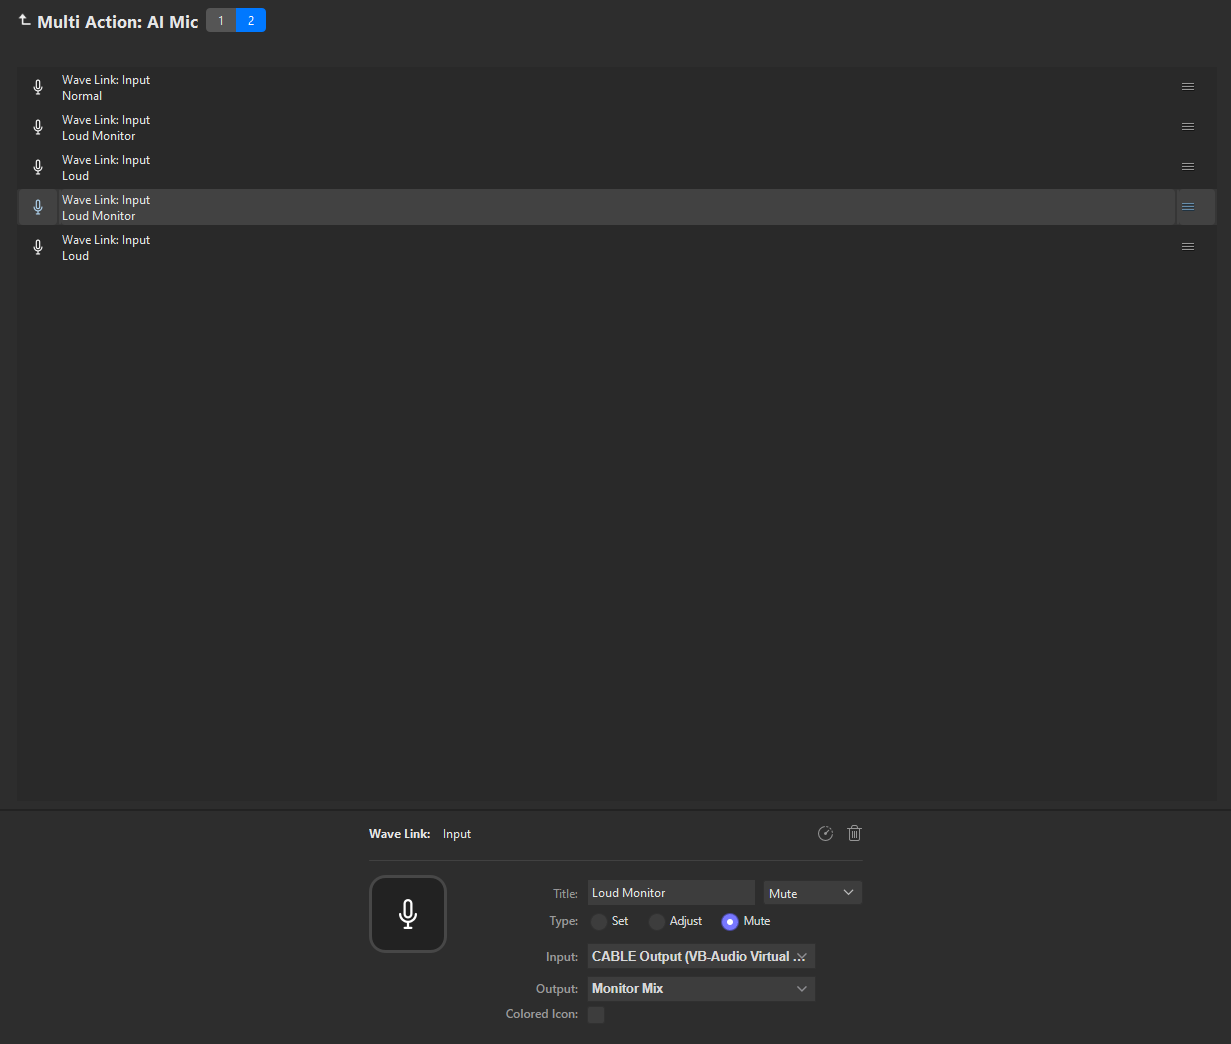 Multi Action: AI Mic 1 2
Wave Link: Input
Normal
Wave Link: Input
Loud Monitor
Wave Link: Input
Loud
Wave Link: Input
Loud Monitor
Wave Link: Input
Loud
Wave Link: Input
Title: Loud Monitor Mute
Type: Set Adjust Mute
Input: CABLE Output (VB-Audio Virtual ...
Output: Monitor Mix
Colored Icon: